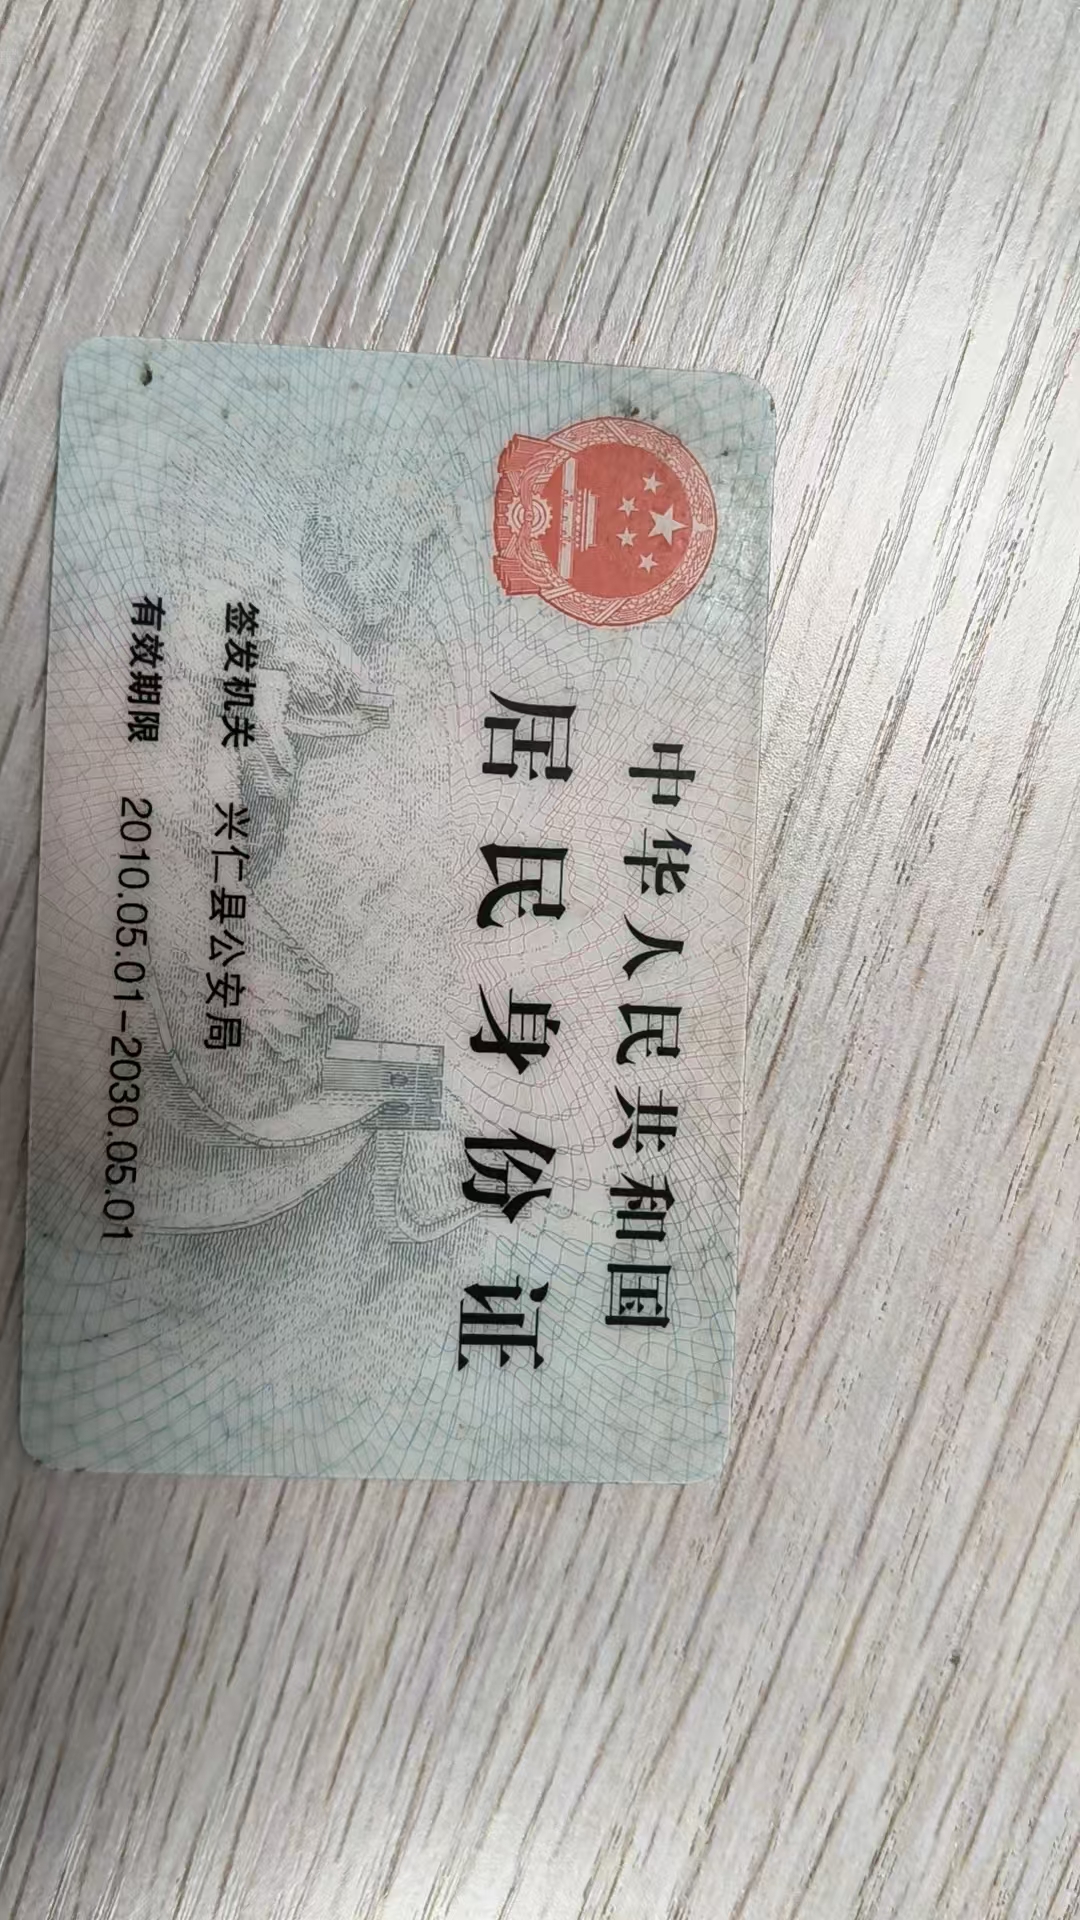 中华人民共和国
居民身份证
签发机关 兴仁县公安局
有效期限 2010.05.01-2030.05.01